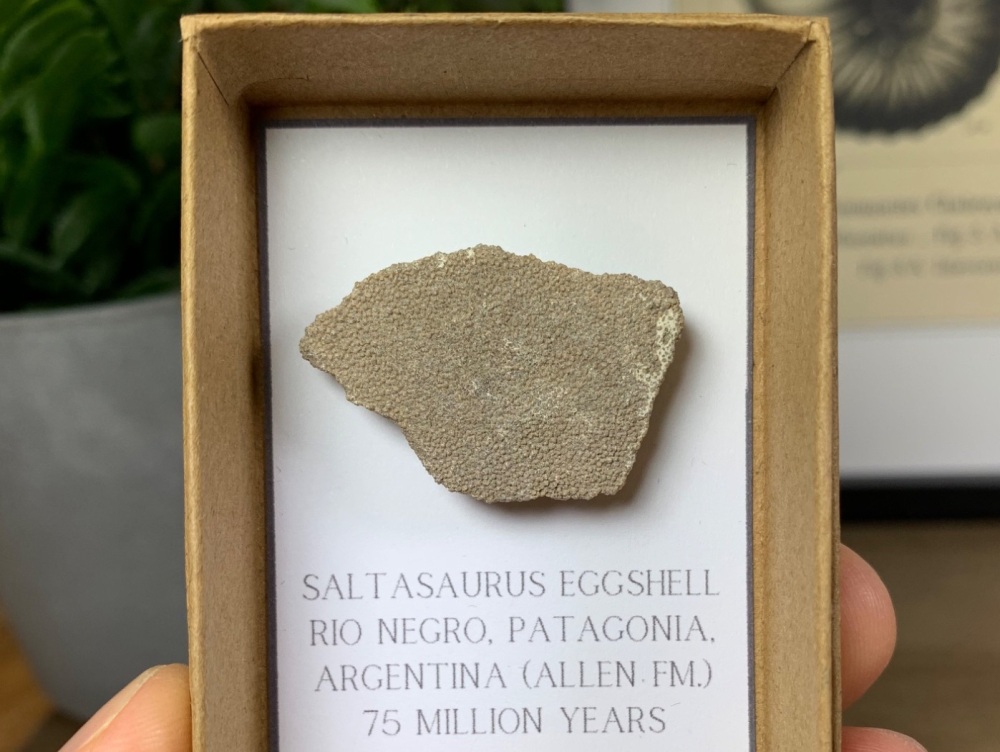 SALTASAURUS EGGSHELL
RIO NEGRO, PATAGONIA,
ARGENTINA (ALLEN FM.)
75 MILLION YEARS